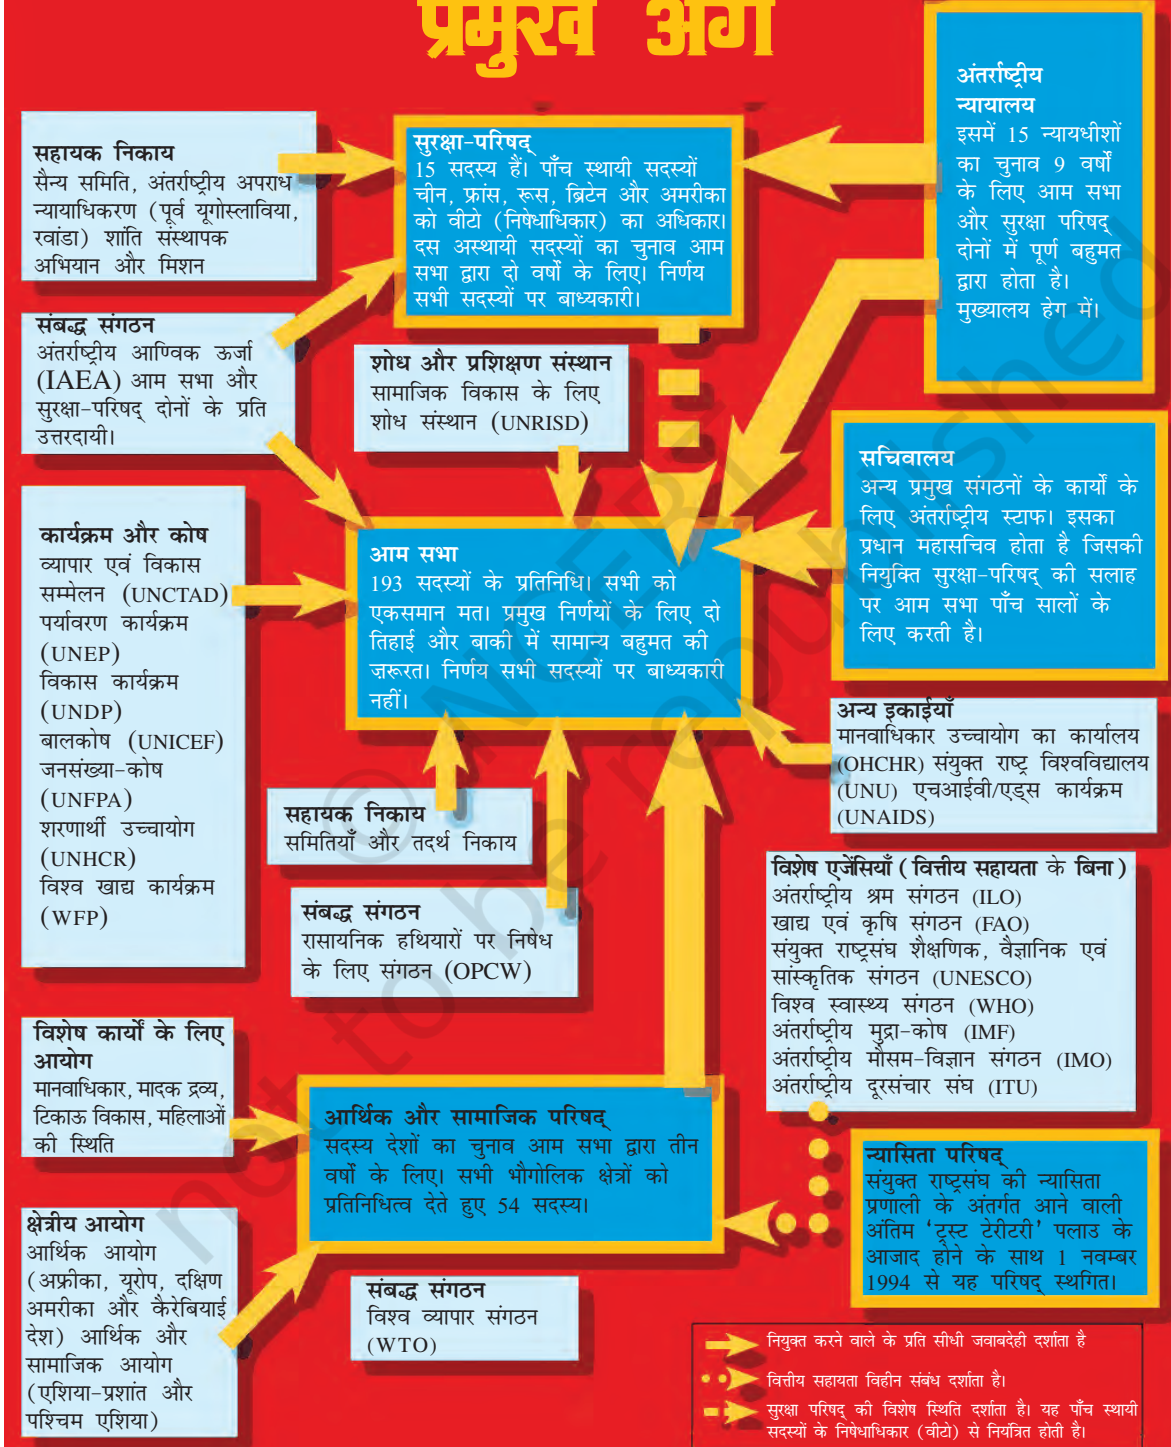 प्रमुख अंग
अंतर्राष्ट्रीय
न्यायालय
इसमें 15 न्यायधीशों
का चुनाव 9 वर्षों
के लिए आम सभा
और सुरक्षा परिषद्
दोनों में पूर्ण बहुमत
द्वारा होता है।
मुख्यालय हेग में।
सहायक निकाय
सैन्य समिति, अंतर्राष्ट्रीय अपराध
न्यायाधिकरण (पूर्व यूगोस्लाविया,
रवांडा) शांति संस्थापक
अभियान और मिशन
सुरक्षा-परिषद्
15 सदस्य हैं। पाँच स्थायी सदस्यों
चीन, फ्रांस, रूस, ब्रिटेन और अमरीका
को वीटो (निषेधाधिकार) का अधिकार।
दस अस्थायी सदस्यों का चुनाव आम
सभा द्वारा दो वर्षों के लिए। निर्णय
सभी सदस्यों पर बाध्यकारी।
संबद्ध संगठन
अंतर्राष्ट्रीय आण्विक ऊर्जा
(IAEA) आम सभा और
सुरक्षा-परिषद् दोनों के प्रति
उत्तरदायी।
शोध और प्रशिक्षण संस्थान
सामाजिक विकास के लिए
शोध संस्थान (UNRISD)
सचिवालय
अन्य प्रमुख संगठनों के कार्यों के
लिए अंतर्राष्ट्रीय स्टाफ। इसका
प्रधान महासचिव होता है जिसकी
नियुक्ति सुरक्षा-परिषद् की सलाह
पर आम सभा पाँच सालों के
लिए करती है।
कार्यक्रम और कोष
व्यापार एवं विकास
सम्मेलन (UNCTAD)
पर्यावरण कार्यक्रम
(UNEP)
विकास कार्यक्रम
(UNDP)
बालकोष (UNICEF)
जनसंख्या-कोष
(UNFPA)
शरणार्थी उच्चायोग
(UNHCR)
विश्व खाद्य कार्यक्रम
(WFP)
आम सभा
193 सदस्यों के प्रतिनिधि। सभी को
एकसमान मत। प्रमुख निर्णयों के लिए दो
तिहाई और बाकी में सामान्य बहुमत की
ज़रूरत। निर्णय सभी सदस्यों पर बाध्यकारी
नहीं।
अन्य इकाईयाँ
मानवाधिकार उच्चायोग का कार्यालय
(OHCHR) संयुक्त राष्ट्र विश्वविद्यालय
(UNU) एचआईवी/एड्स कार्यक्रम
(UNAIDS)
सहायक निकाय
समितियाँ और तदर्थ निकाय
संबद्ध संगठन
रासायनिक हथियारों पर निषेध
के लिए संगठन (OPCW)
विशेष एजेंसियाँ (वित्तीय सहायता के बिना)
अंतर्राष्ट्रीय श्रम संगठन (ILO)
खाद्य एवं कृषि संगठन (FAO)
संयुक्त राष्ट्रसंघ शैक्षणिक, वैज्ञानिक एवं
सांस्कृतिक संगठन (UNESCO)
विश्व स्वास्थ्य संगठन (WHO)
अंतर्राष्ट्रीय मुद्रा-कोष (IMF)
अंतर्राष्ट्रीय मौसम-विज्ञान संगठन (IMO)
अंतर्राष्ट्रीय दूरसंचार संघ (ITU)
विशेष कार्यों के लिए
आयोग
मानवाधिकार, मादक द्रव्य,
टिकाऊ विकास, महिलाओं
की स्थिति
आर्थिक और सामाजिक परिषद्
सदस्य देशों का चुनाव आम सभा द्वारा तीन
वर्षों के लिए। सभी भौगोलिक क्षेत्रों को
प्रतिनिधित्व देते हुए 54 सदस्य।
न्यासिता परिषद्
संयुक्त राष्ट्रसंघ की न्यासिता
प्रणाली के अंतर्गत आने वाली
अंतिम ‘ट्रस्ट टेरीटरी’ पलाउ के
आजाद होने के साथ 1 नवम्बर
1994 से यह परिषद् स्थगित।
क्षेत्रीय आयोग
आर्थिक आयोग
(अफ्रीका, यूरोप, दक्षिण
अमरीका और कैरेबियाई
देश) आर्थिक और
सामाजिक आयोग
(एशिया-प्रशांत और
पश्चिम एशिया)
संबद्ध संगठन
विश्व व्यापार संगठन
(WTO)
नियुक्त करने वाले के प्रति सीधी जवाबदेही दर्शाता है
वित्तीय सहायता विहीन संबंध दर्शाता है।
सुरक्षा परिषद् की विशेष स्थिति दर्शाता है। यह पाँच स्थायी
सदस्यों के निषेधाधिकार (वीटो) से नियंत्रित होती है।
© NCERT
not to be republished